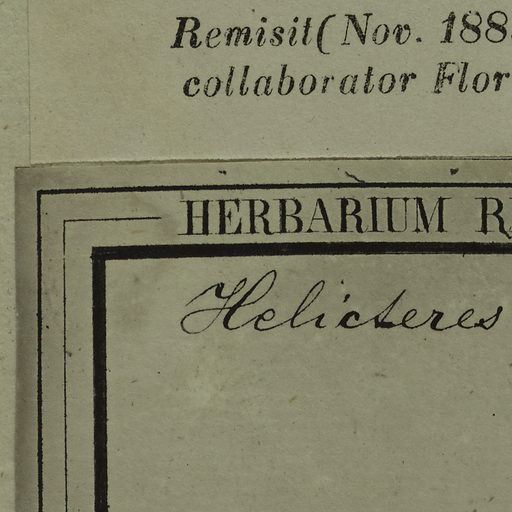 Remisit (Nov. 188
collaborator Flor
HERBARIUM R
Helicteres